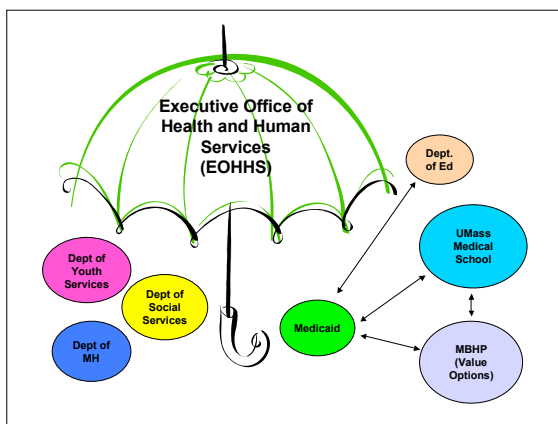 Executive Office of
Health and Human
Services
(EOHHS)
Dept.
of Ed
UMass
Medical
School
Dept of
Youth
Services
Dept of
Social
Services
Medicaid
Dept of
MH
MBHP
(Value
Options)